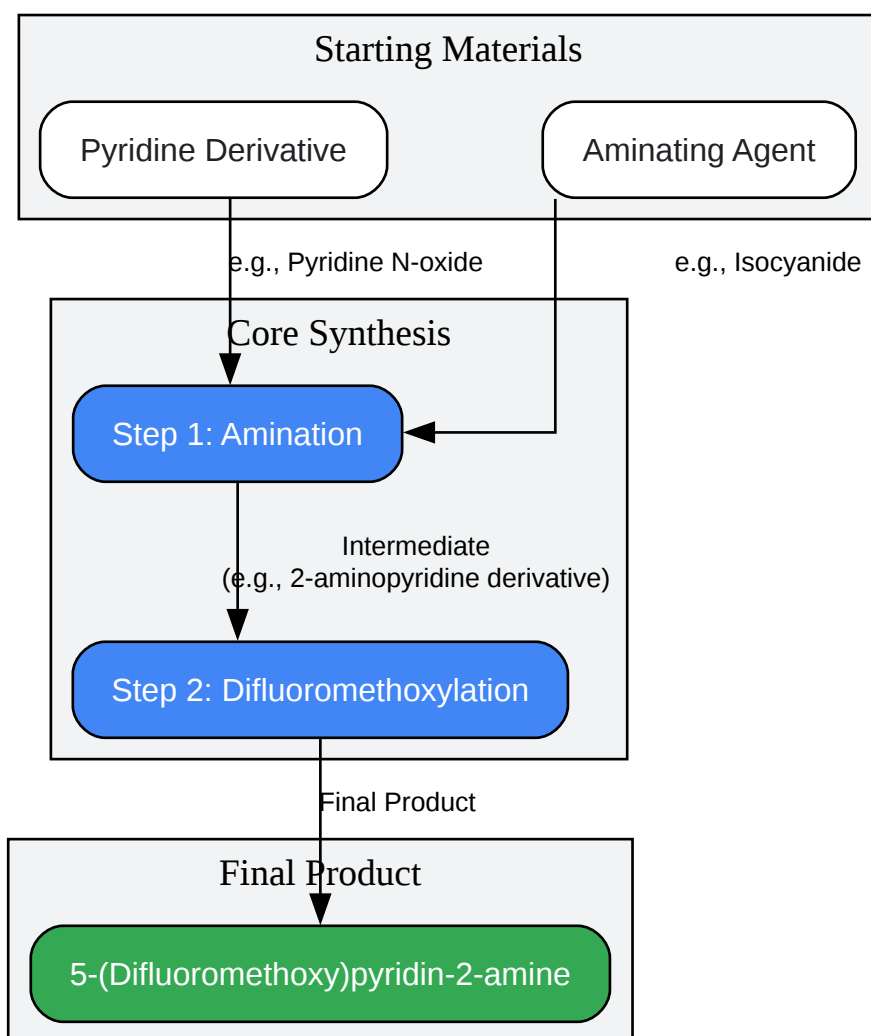 Starting Materials
Pyridine Derivative
Aminating Agent
e.g., Pyridine N-oxide
e.g., Isocyanide
Core Synthesis
Step 1: Amination
Intermediate
(e.g., 2-aminopyridine derivative)
Step 2: Difluoromethoxylation
Final Product
Final Product
5-(Difluoromethoxy)pyridin-2-amine